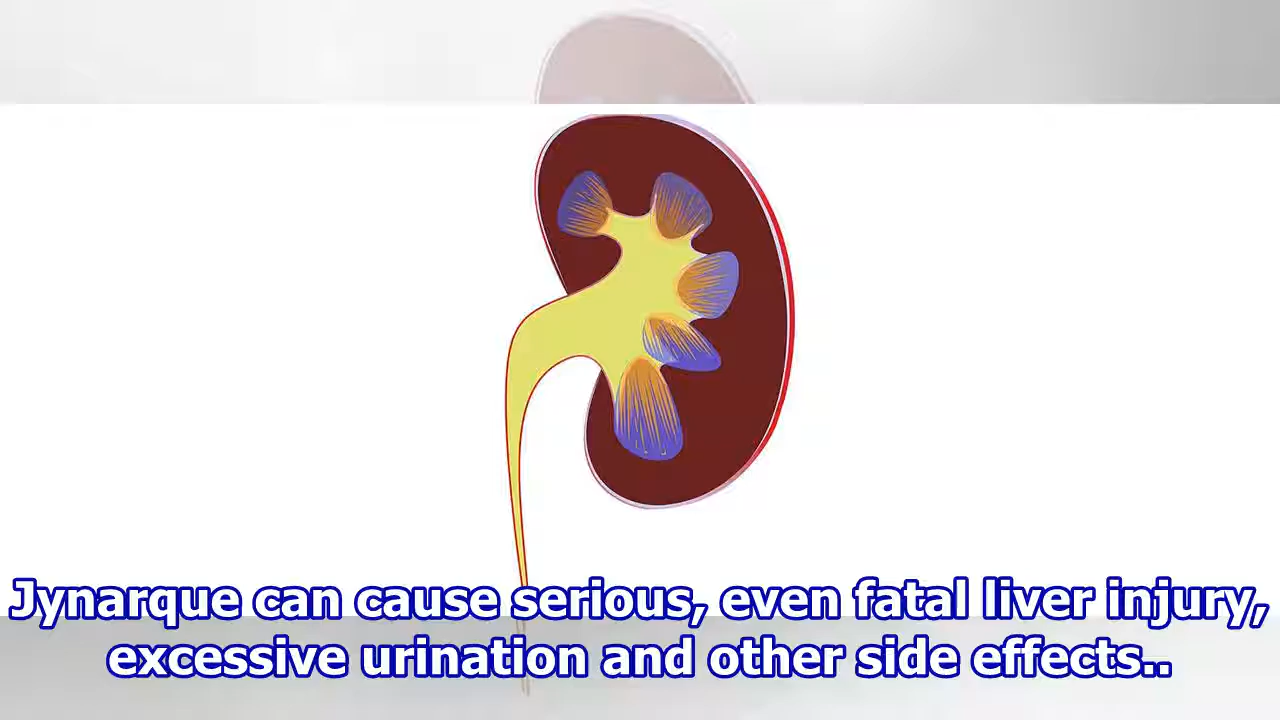 Jynarque can cause serious, even fatal liver injury,
excessive urination and other side effects..